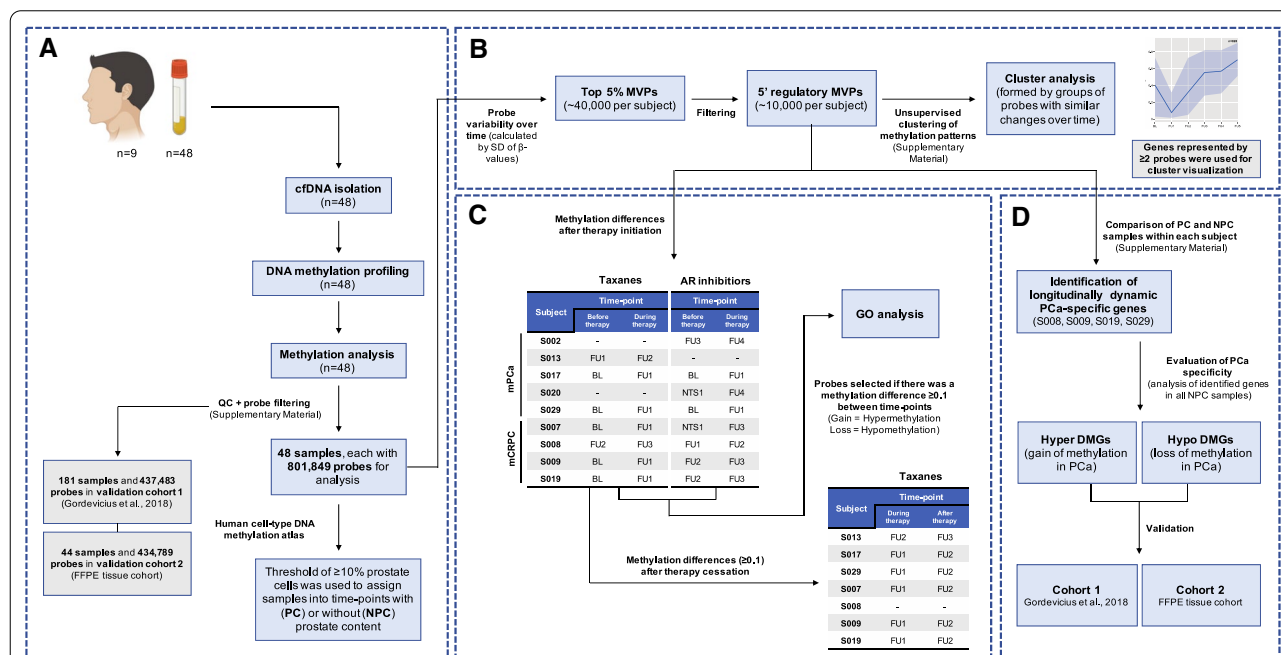 A
n=9
n=48
cfDNA isolation
(n=48)
DNA methylation profiling
(n=48)
Methylation analysis
(n=48)
QC + probe filtering
(Supplementary Material)
48 samples, each with
801,849 probes for
analysis
181 samples and 437,483
probes in validation cohort 1
(Gordevicius et al., 2018)
44 samples and 434,789
probes in validation cohort 2
(FFPE tissue cohort)
Human cell-type DNA
methylation atlas
Threshold of ≥10% prostate
cells was used to assign
samples into time-points with
(PC) or without (NPC)
prostate content
B
Probe
variability over
time (calculated
by SD of β-
values)
Top 5% MVPs
(~40,000 per subject)
Filtering
5' regulatory MVPs
(~10,000 per subject)
Unsupervised
clustering of
methylation patterns
(Supplementary
Material)
Cluster analysis
(formed by groups of
probes with similar
changes over time)
Genes represented by
≥2 probes were used for
cluster visualization
C
Methylation differences
after therapy initiation
Taxanes AR inhibitiors
Subject Time-point Time-point
Before therapy During therapy Before therapy During therapy
mPCa
S002 - - FU3 FU4
S013 FU1 FU2 - -
S017 BL FU1 BL FU1
S020 - - NTS1 FU4
S029 BL FU1 BL FU1
mCRPC
S007 BL FU1 NTS1 FU3
S008 FU2 FU3 FU1 FU2
S009 BL FU1 FU2 FU3
S019 BL FU1 FU2 FU3
GO analysis
Probes selected if there was a
methylation difference ≥0.1
between time-points
(Gain = Hypermethylation
Loss = Hypomethylation)
Methylation differences (≥0.1)
after therapy cessation
Taxanes
Subject Time-point
During therapy After therapy
S013 FU2 FU3
S017 FU1 FU2
S029 FU1 FU2
S007 FU1 FU2
S008 - -
S009 FU1 FU2
S019 FU1 FU2
D
Comparison of PC and NPC
samples within each subject
(Supplementary Material)
Identification of
longitudinally dynamic
PCa-specific genes
(S008, S009, S019, S029)
Evaluation of PCa
specificity
(analysis of identified genes
in all NPC samples)
Hyper DMGs
(gain of methylation
in PCa)
Hypo DMGs
(loss of methylation
in PCa)
Validation
Cohort 1
Gordevicius et al., 2018
Cohort 2
FFPE tissue cohort